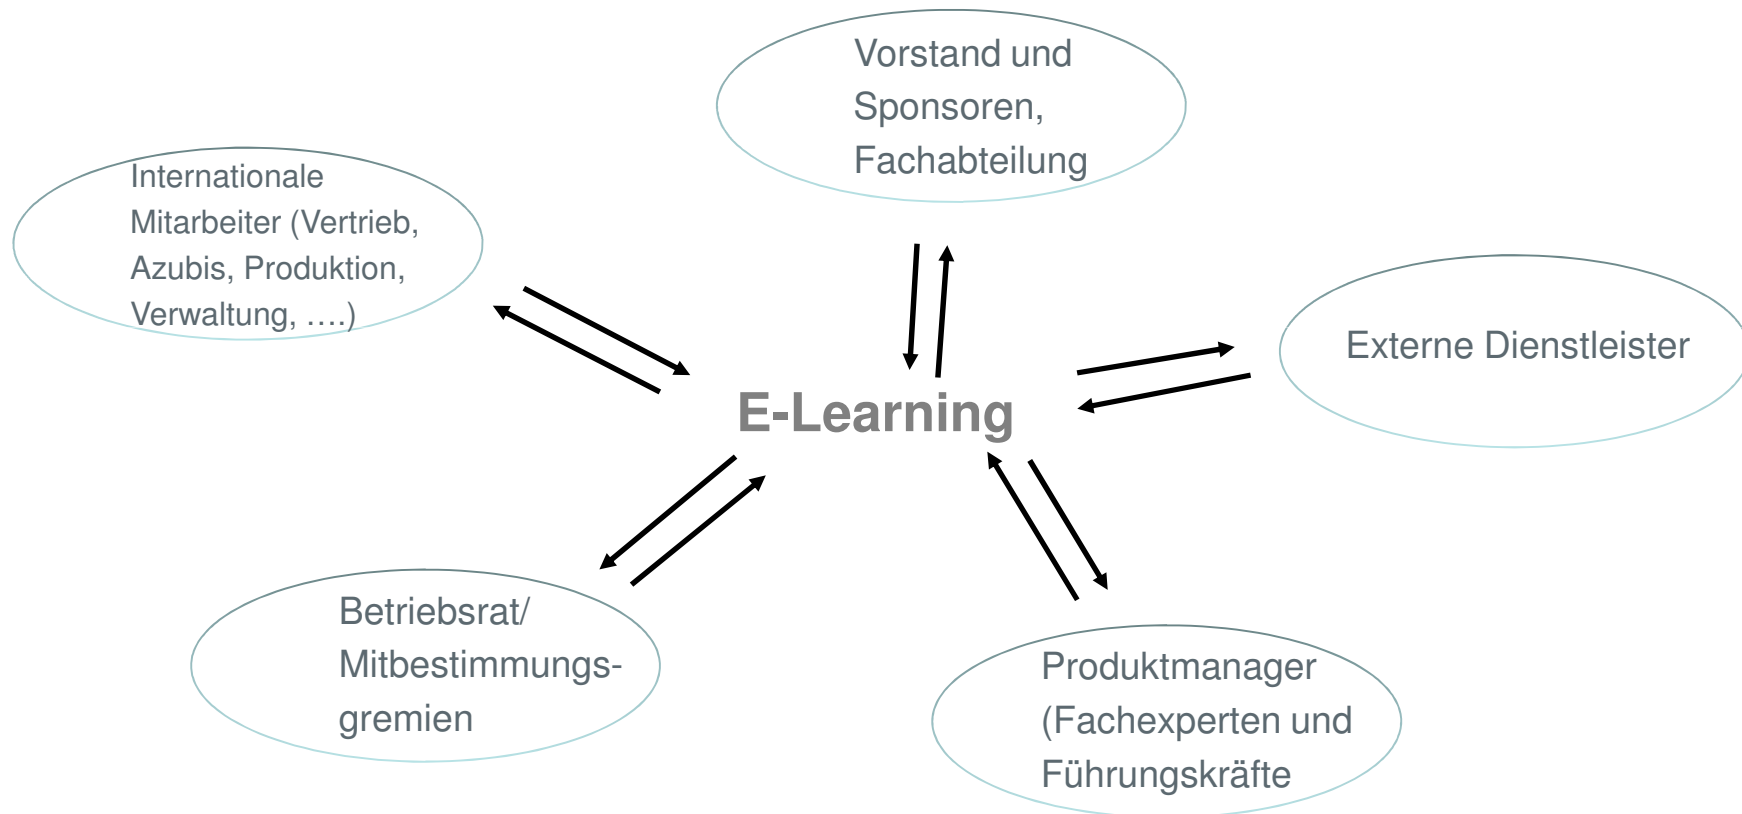 Vorstand und
Sponsoren,
Fachabteilung
Internationale
Mitarbeiter (Vertrieb,
Azubis, Produktion,
Verwaltung, ….)
Externe Dienstleister
E-Learning
Betriebsrat/
Mitbestimmungs-
gremien
Produktmanager
(Fachexperten und
Führungskräfte